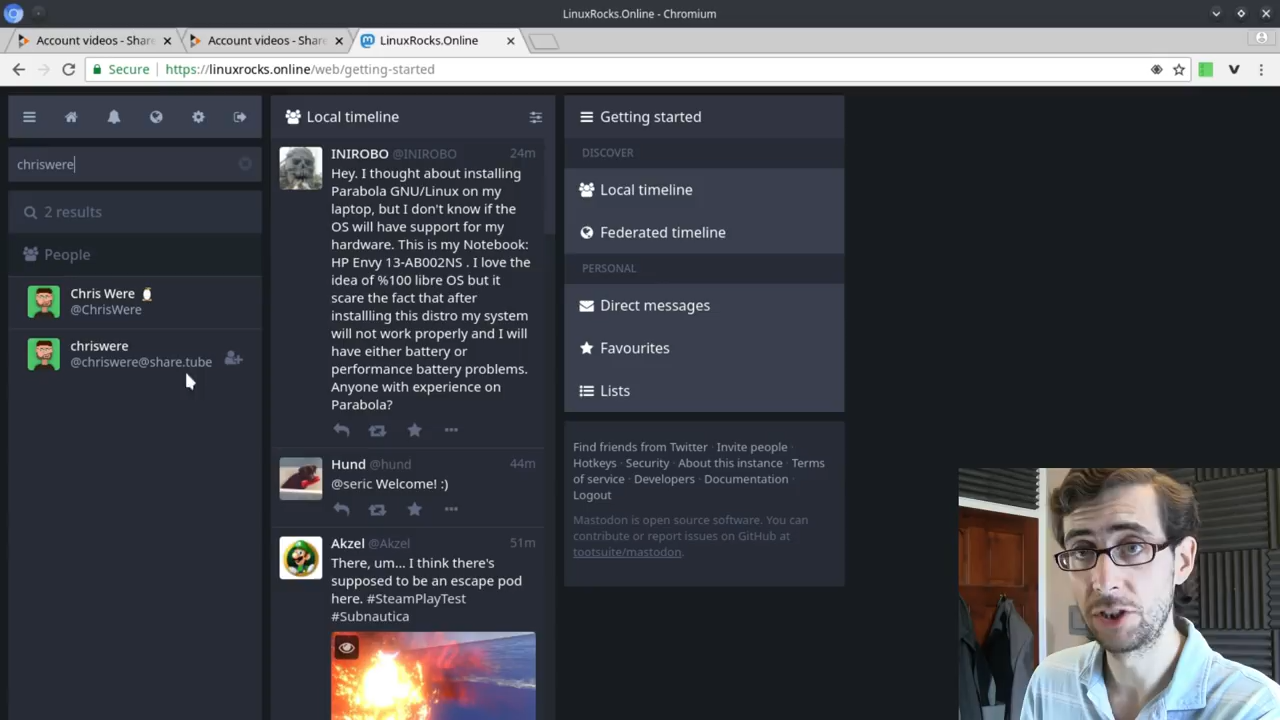 LinuxRocks.Online - Chromium
Account videos - Share
Account videos - Share
LinuxRocks.Online
Secure
https://linuxrocks.online/web/getting-started
chriswere
2 results
People
Chris Were
@ChrisWere
chriswere
@chriswere@share.tube
Local timeline
INIROBO @INIROBO 24m
Hey. I thought about installing
Parabola GNU/Linux on my
laptop, but I don't know if the
OS will have support for my
hardware. This is my Notebook:
HP Envy 13-AB002NS . I love the
idea of %100 libre OS but it
scare the fact that after
installling this distro my system
will not work properly and I will
have either battery or
performance battery problems.
Anyone with experience on
Parabola?
Hund @hund 44m
@seric Welcome! :)
Akzel @Akzel 51m
There, um... I think there's
supposed to be an escape pod
here. #SteamPlayTest
#Subnautica
Getting started
DISCOVER
Local timeline
Federated timeline
PERSONAL
Direct messages
Favourites
Lists
Find friends from Twitter · Invite people ·
Hotkeys · Security · About this instance · Terms
of service · Developers · Documentation ·
Logout
Mastodon is open source software. You can
contribute or report issues on GitHub at
tootsuite/mastodon.